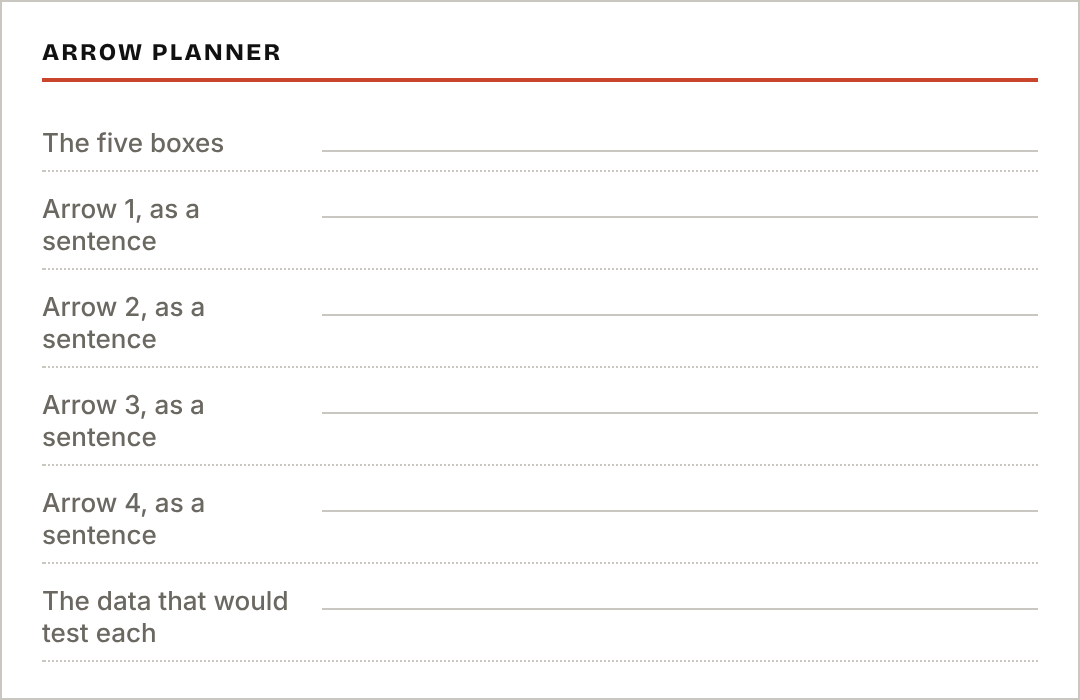 ARROW PLANNER
The five boxes
Arrow 1, as a
sentence
Arrow 2, as a
sentence
Arrow 3, as a
sentence
Arrow 4, as a
sentence
The data that would
test each